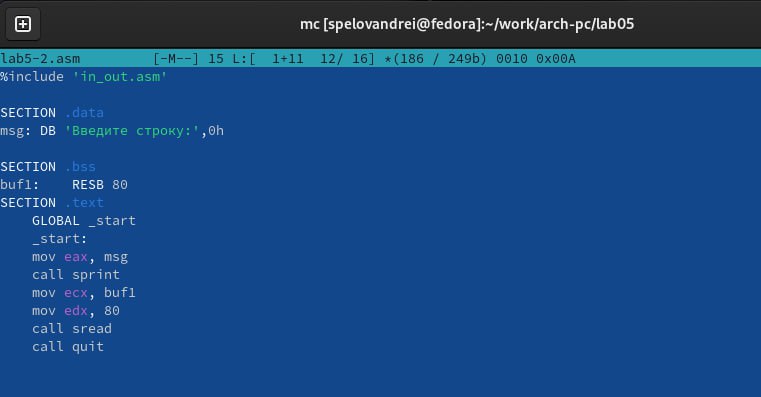 mc [spelovandrei@fedora]:~/work/arch-pc/lab05
lab5-2.asm [-M--] 15 L:[ 1+11 12/ 16] *(186 / 249b) 0010 0x00A
%include 'in_out.asm'
SECTION .data
msg: DB 'Введите строку:',0h
SECTION .bss
buf1: RESB 80
SECTION .text
GLOBAL _start
_start:
mov eax, msg
call sprint
mov ecx, buf1
mov edx, 80
call sread
call quit